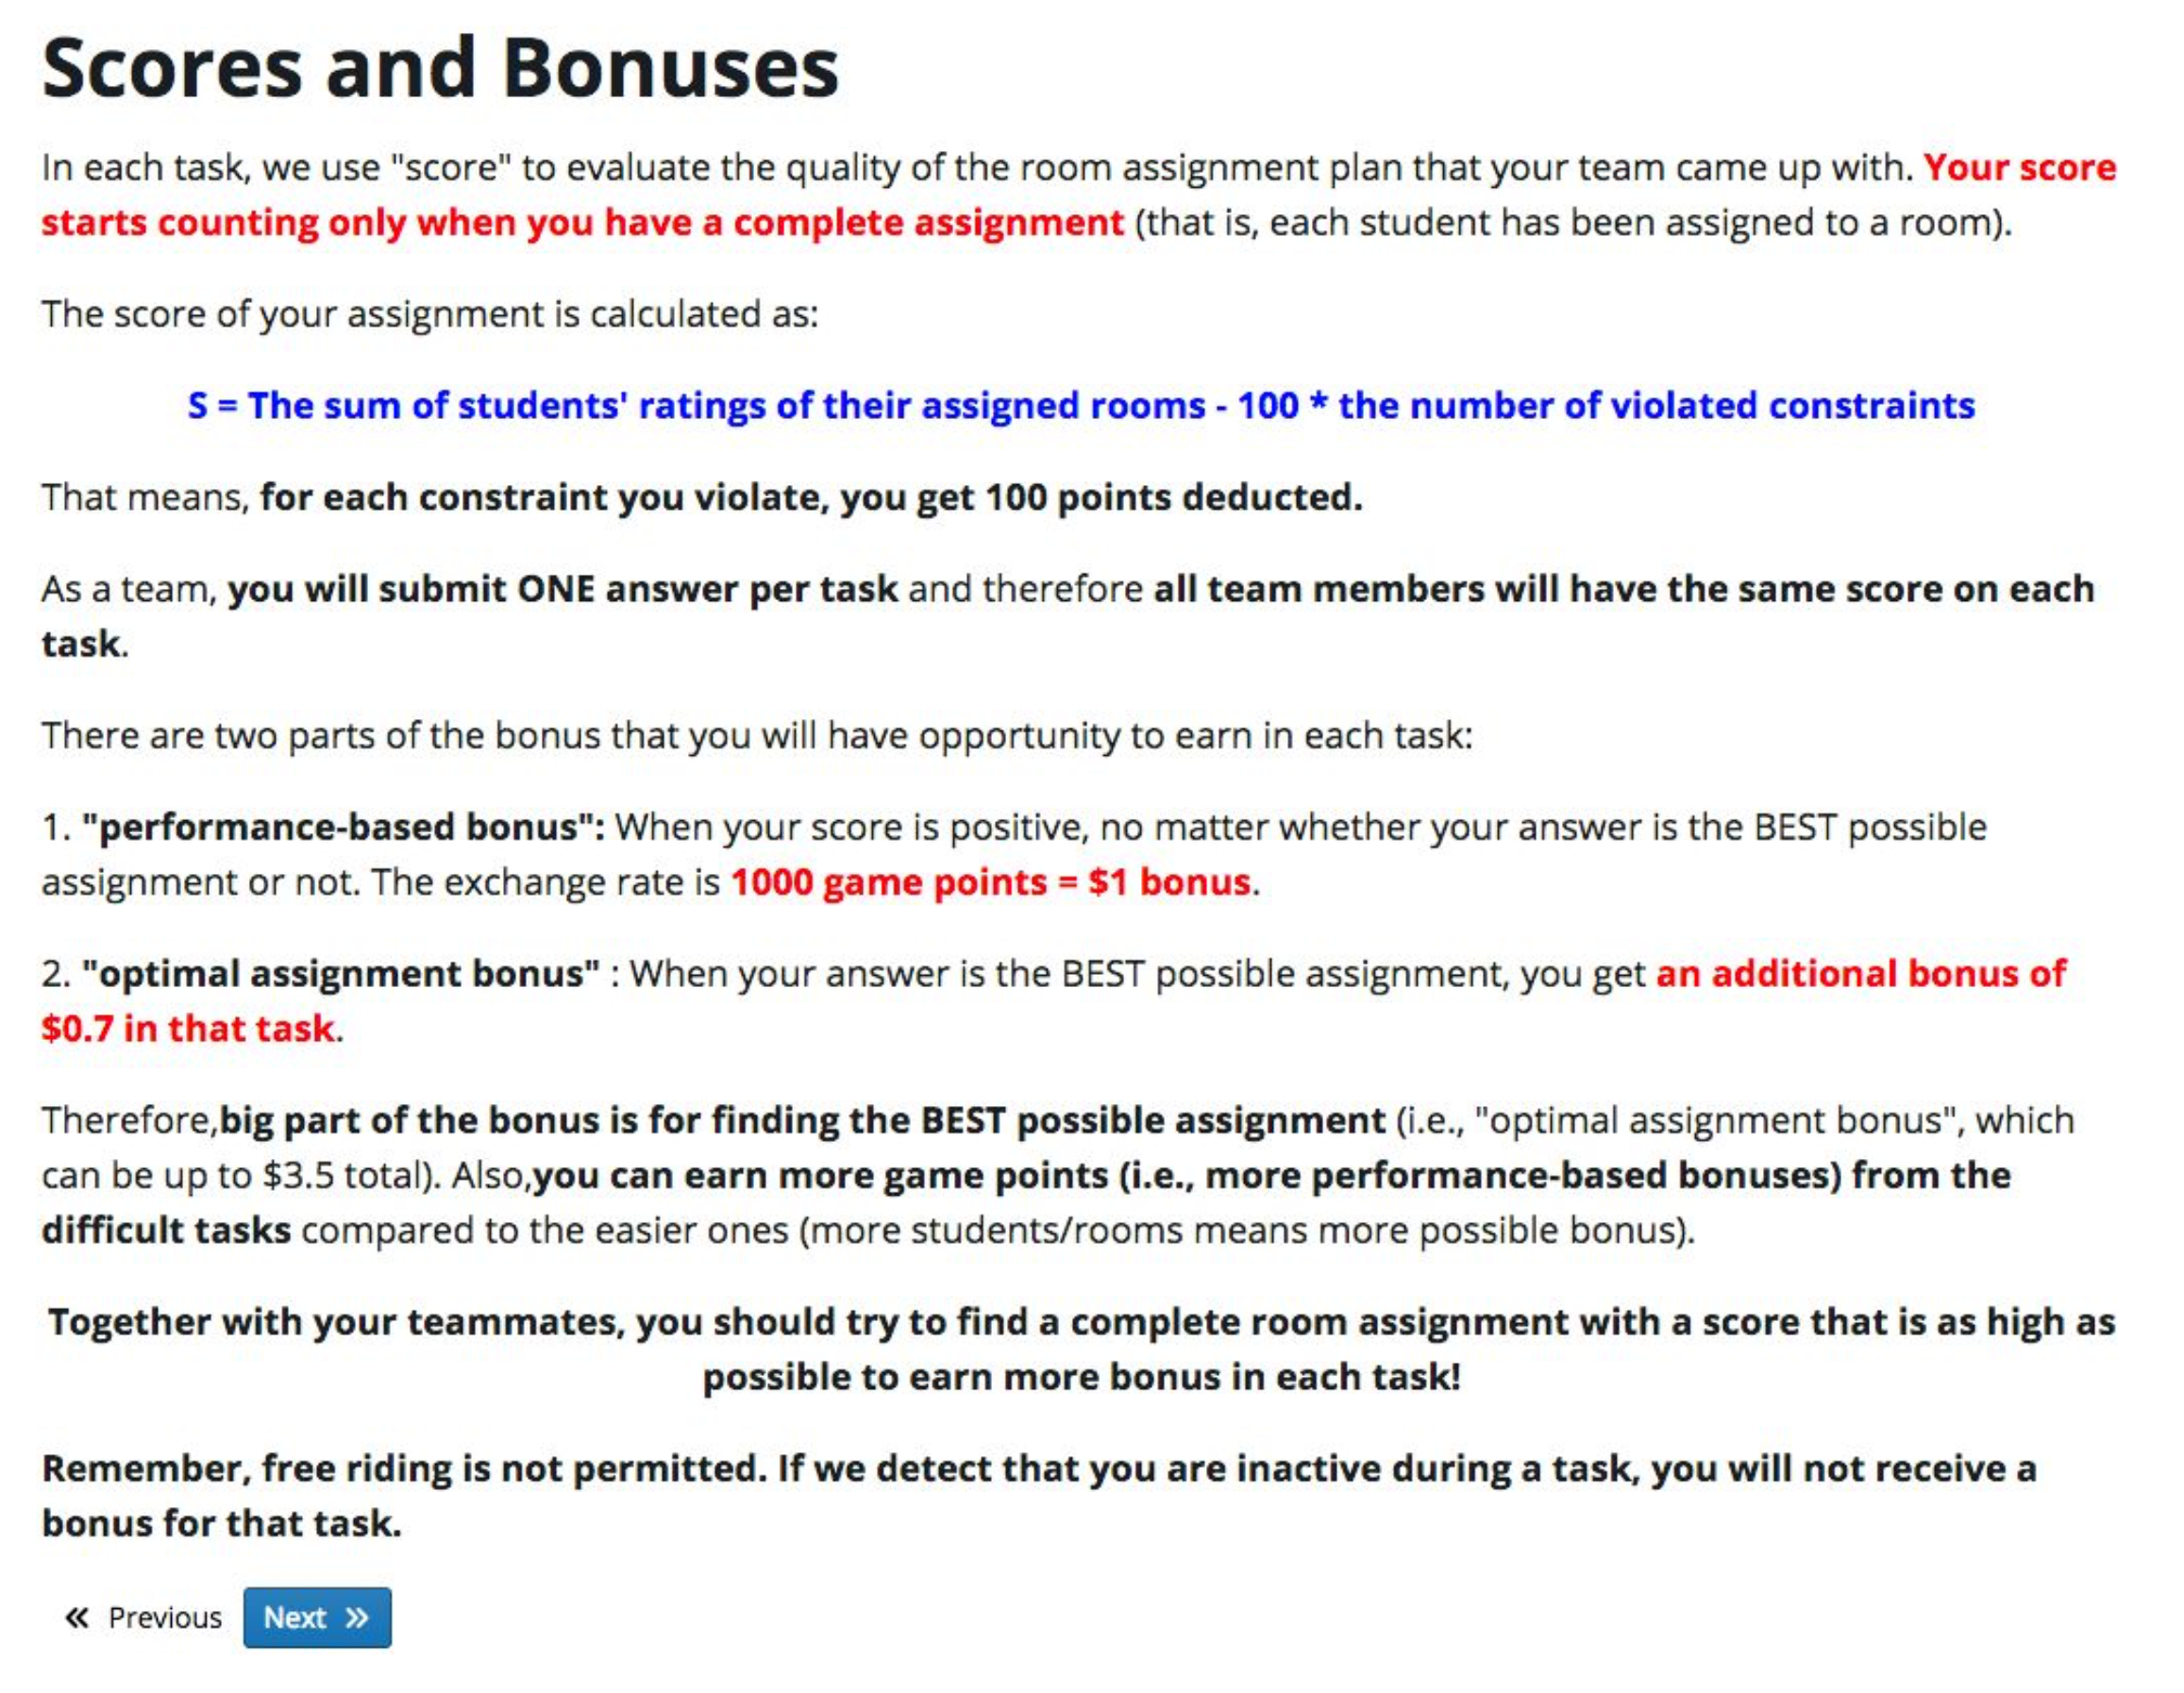 Scores and Bonuses
In each task, we use "score" to evaluate the quality of the room assignment plan that your team came up with. Your score
starts counting only when you have a complete assignment (that is, each student has been assigned to a room).
The score of your assignment is calculated as:
S = The sum of students' ratings of their assigned rooms - 100 * the number of violated constraints
That means, for each constraint you violate, you get 100 points deducted.
As a team, you will submit ONE answer per task and therefore all team members will have the same score on each
task.
There are two parts of the bonus that you will have opportunity to earn in each task:
1. "performance-based bonus": When your score is positive, no matter whether your answer is the BEST possible
assignment or not. The exchange rate is 1000 game points = $1 bonus.
2. "optimal assignment bonus" : When your answer is the BEST possible assignment, you get an additional bonus of
$0.7 in that task.
Therefore,big part of the bonus is for finding the BEST possible assignment (i.e., "optimal assignment bonus", which
can be up to $3.5 total). Also,you can earn more game points (i.e., more performance-based bonuses) from the
difficult tasks compared to the easier ones (more students/rooms means more possible bonus).
Together with your teammates, you should try to find a complete room assignment with a score that is as high as
possible to earn more bonus in each task!
Remember, free riding is not permitted. If we detect that you are inactive during a task, you will not receive a
bonus for that task.
« Previous Next »